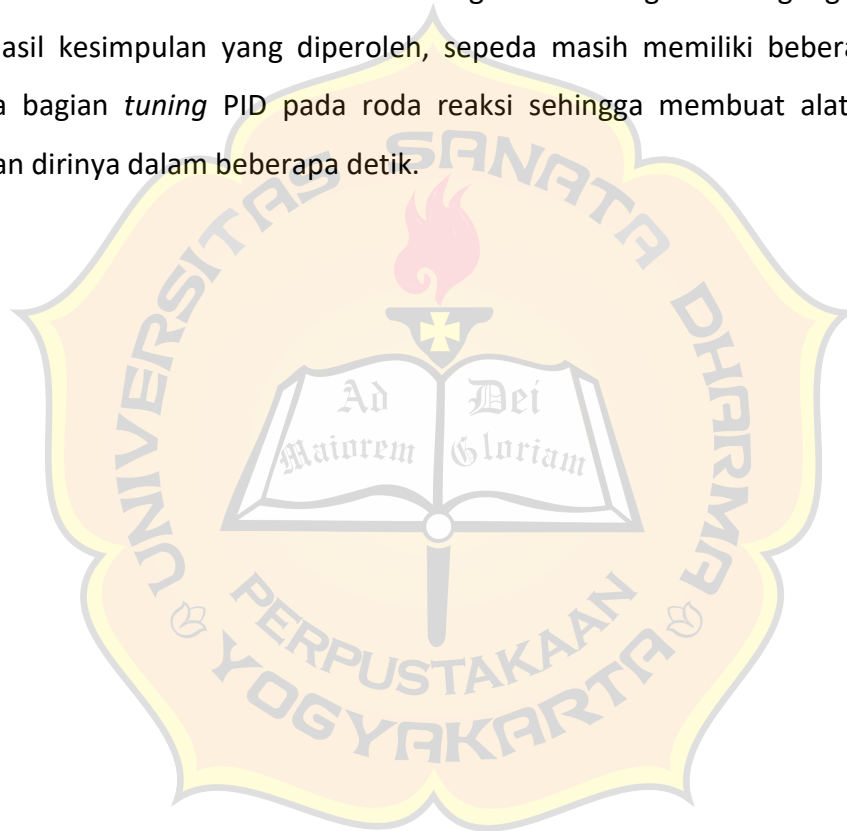 asil kesimpulan yang diperoleh, sepeda masih memiliki bebera
bagian tuning PID pada roda reaksi sehingga membuat alat
an dirinya dalam beberapa detik.
UNIVERSITAS SANATA DHARMA
Ad Dei
Maiorem Gloriam
PERPUSTAKAAN
YOGYAKARTA